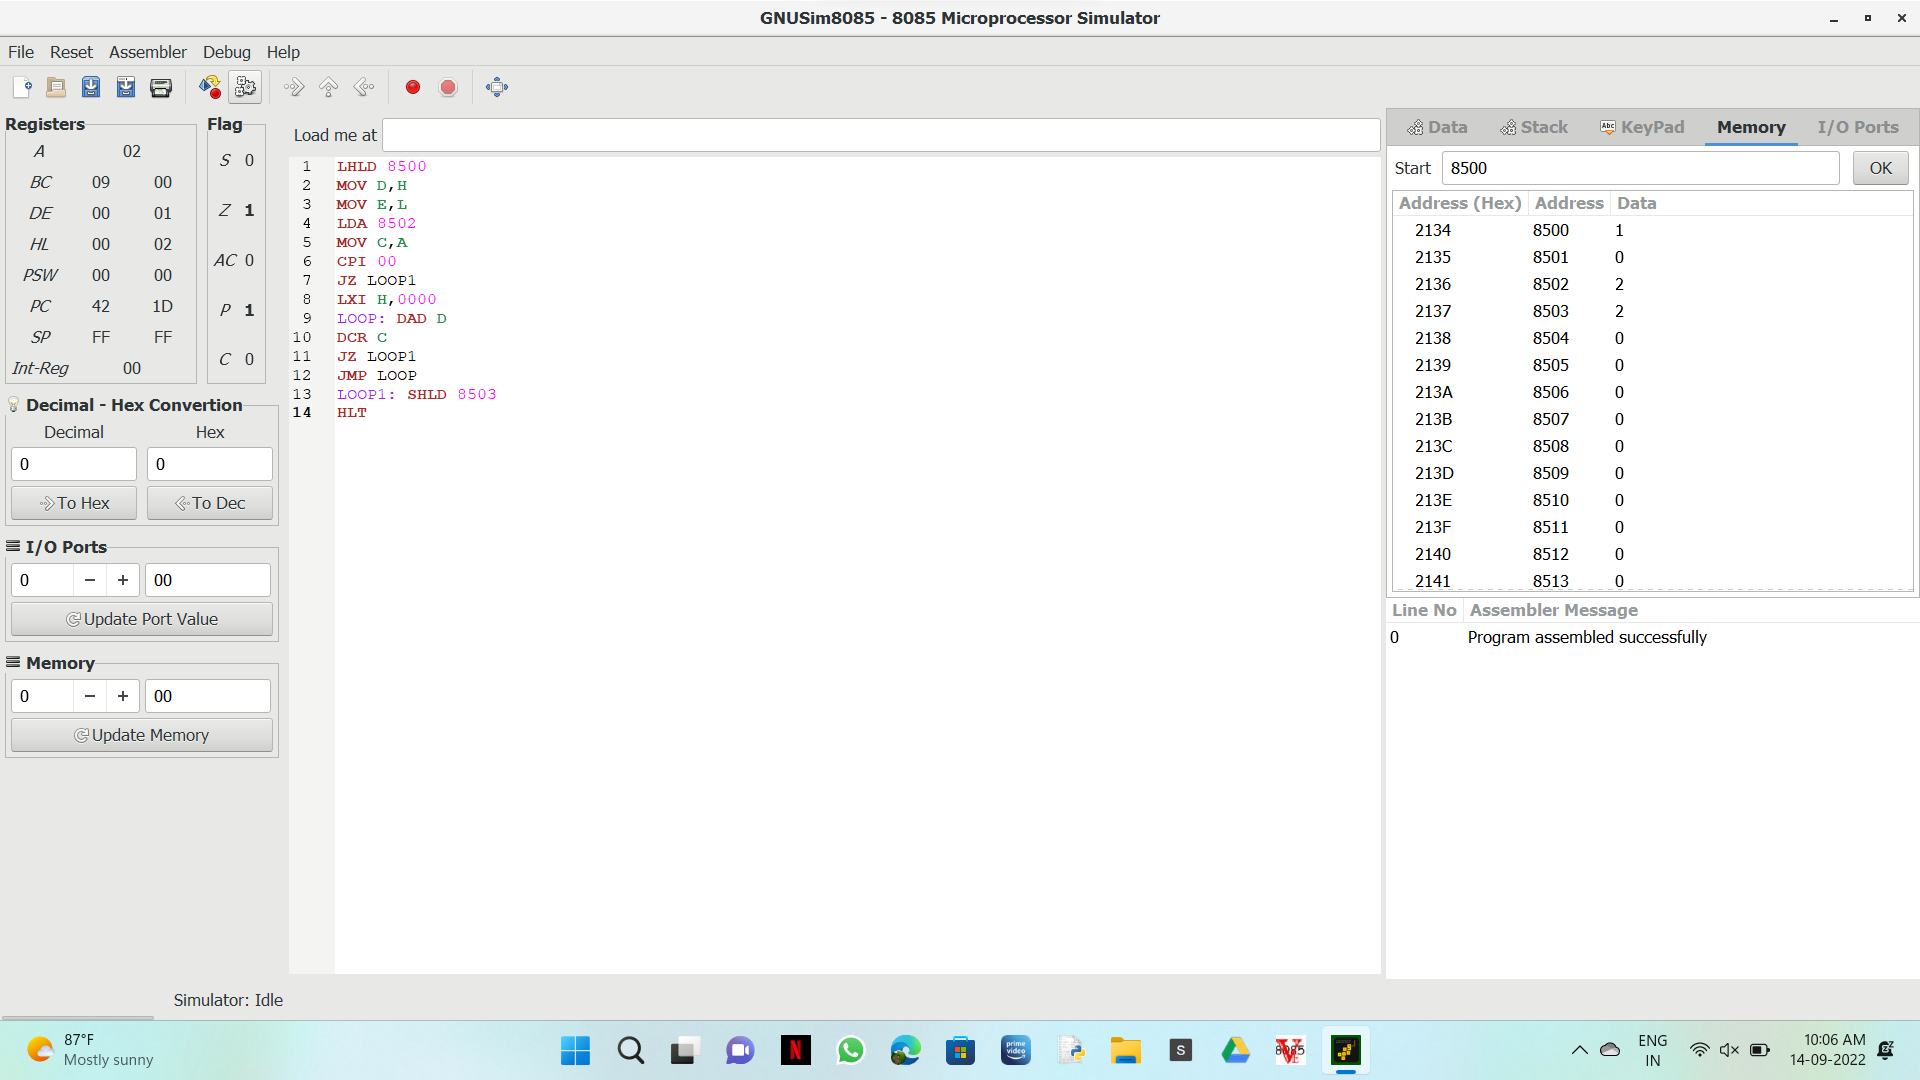 GNUSim8085 - 8085 Microprocessor Simulator
File Reset Assembler Debug Help
Registers
A 02
BC 09 00
DE 00 01
HL 00 02
PSW 00 00
PC 42 1D
SP FF FF
Int-Reg 00
Flag
S 0
Z 1
AC 0
P 1
C 0
Decimal - Hex Convertion
Decimal Hex
0 0
To Hex To Dec
I/O Ports
0 − + 00
Update Port Value
Memory
0 − + 00
Update Memory
Load me at
1 LHLD 8500
2 MOV D,H
3 MOV E,L
4 LDA 8502
5 MOV C,A
6 CPI 00
7 JZ LOOP1
8 LXI H,0000
9 LOOP: DAD D
10 DCR C
11 JZ LOOP1
12 JMP LOOP
13 LOOP1: SHLD 8503
14 HLT
Data Stack Abc KeyPad Memory I/O Ports
Start 8500 OK
Address (Hex) Address Data
2134 8500 1
2135 8501 0
2136 8502 2
2137 8503 2
2138 8504 0
2139 8505 0
213A 8506 0
213B 8507 0
213C 8508 0
213D 8509 0
213E 8510 0
213F 8511 0
2140 8512 0
2141 8513 0
Line No Assembler Message
0 Program assembled successfully
Simulator: Idle
87°F
Mostly sunny
N
prime video
S
8085
ENG
IN
10:06 AM
14-09-2022